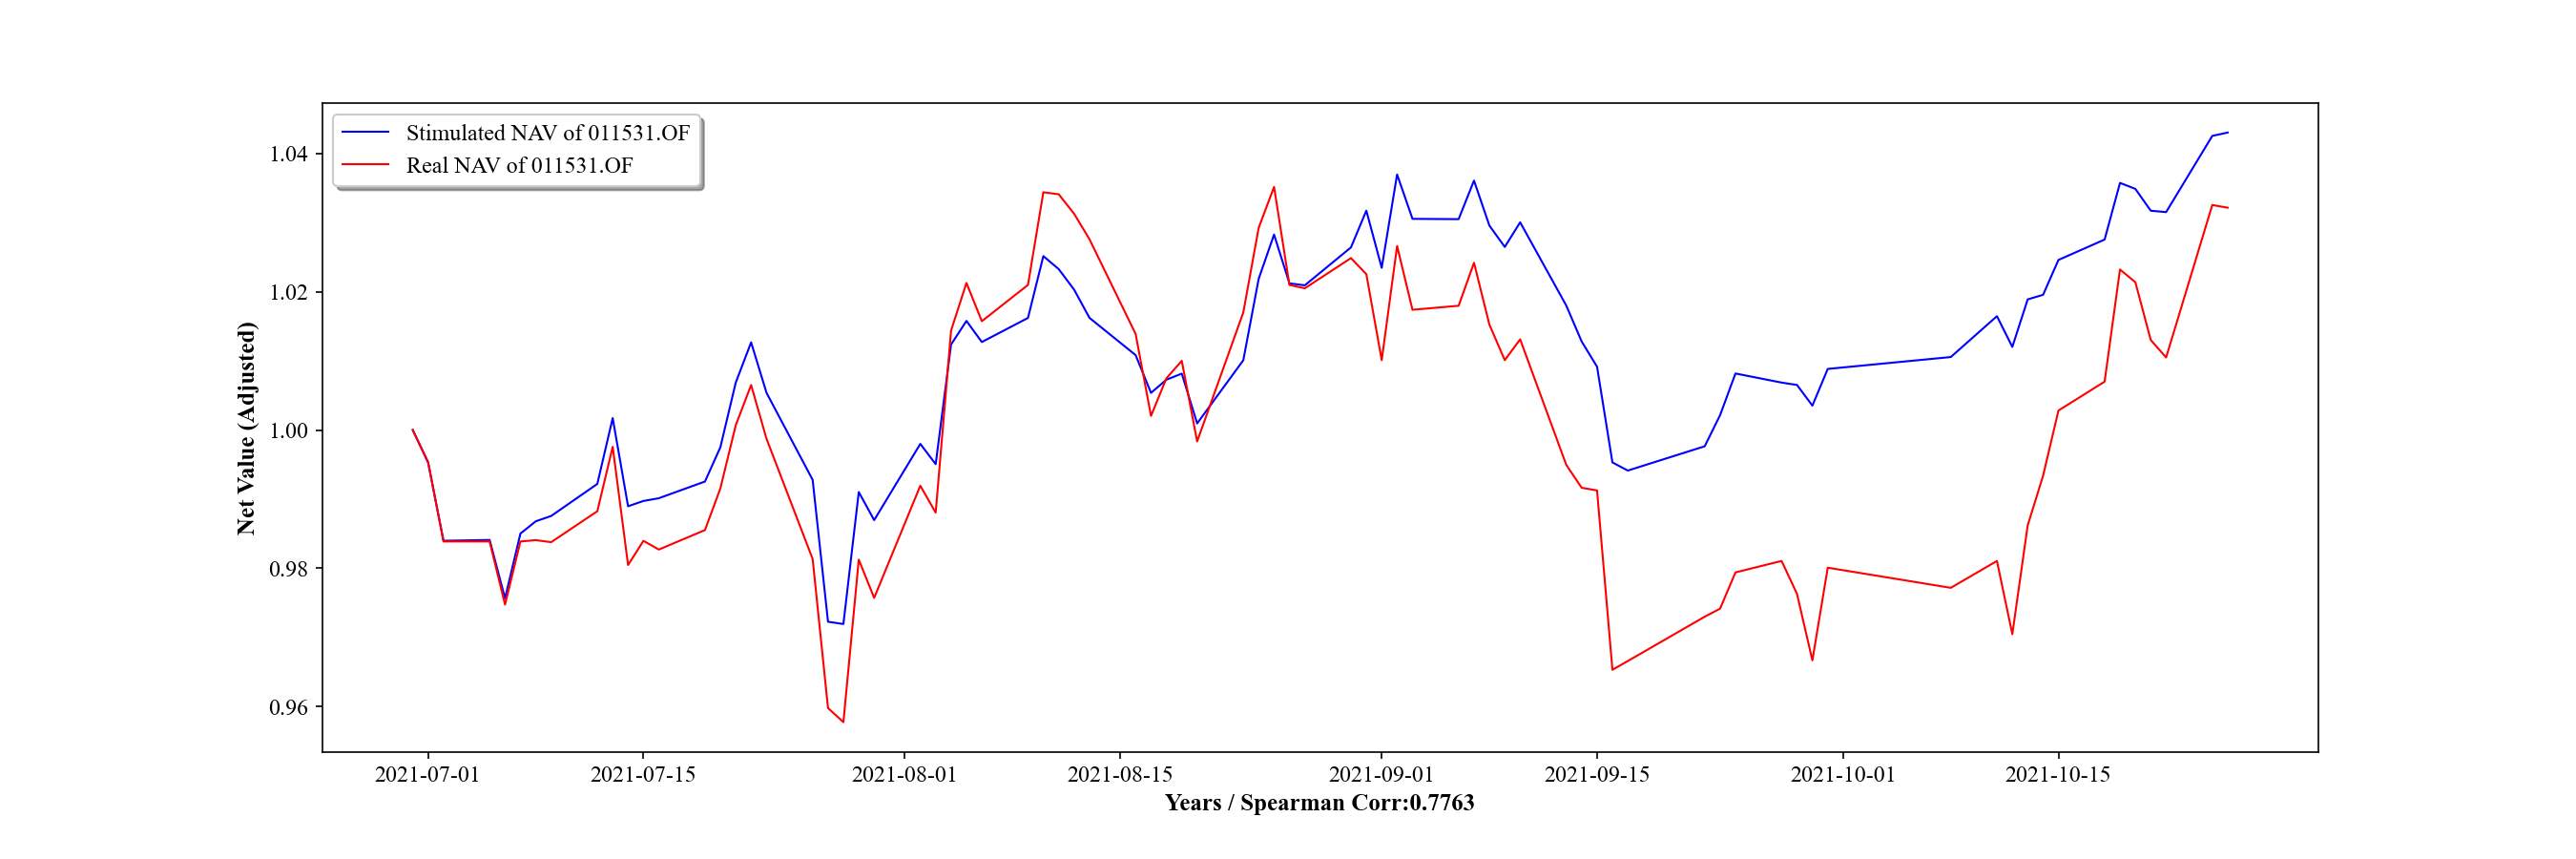 Stimulated NAV of 011531.OF
Real NAV of 011531.OF
Net Value (Adjusted)
1.04
1.02
1.00
0.98
0.96
2021-07-01 2021-07-15 2021-08-01 2021-08-15 2021-09-01 2021-09-15 2021-10-01 2021-10-15
Years / Spearman Corr:0.7763